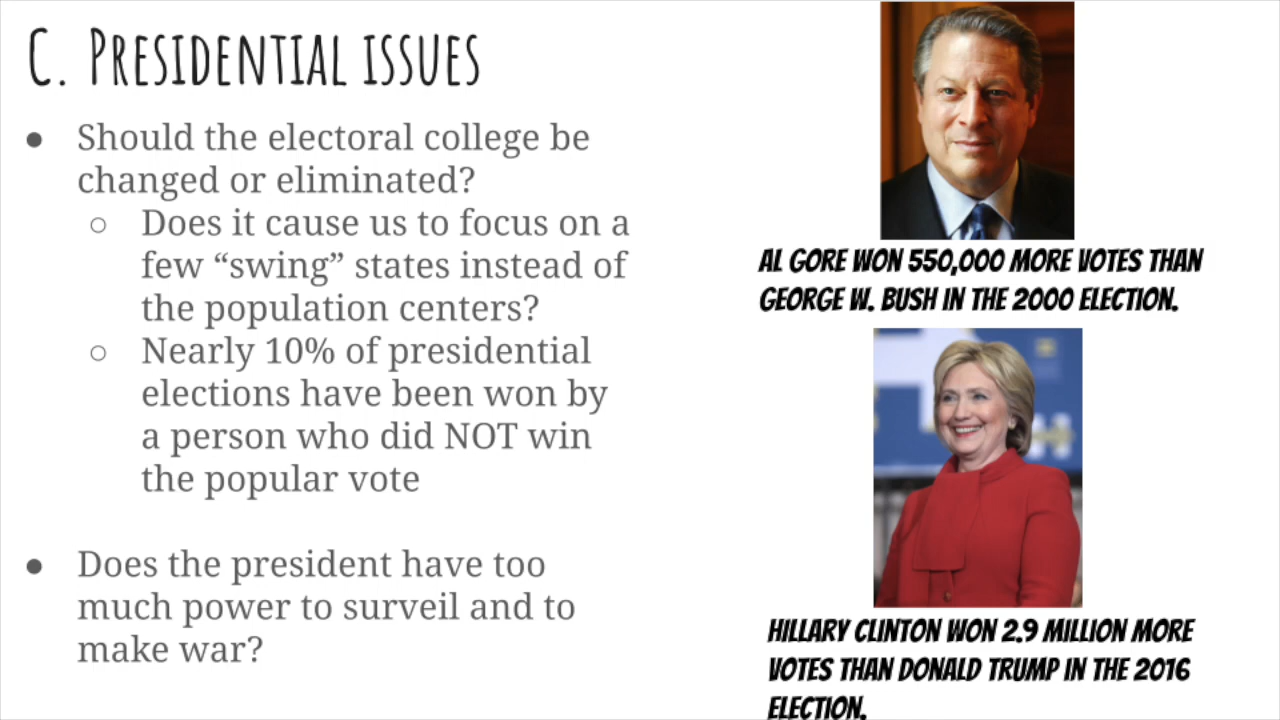 C. Presidential issues
● Should the electoral college be
changed or eliminated?
○ Does it cause us to focus on a
few “swing” states instead of
the population centers?
○ Nearly 10% of presidential
elections have been won by
a person who did NOT win
the popular vote
● Does the president have too
much power to surveil and to
make war?
AL GORE WON 550,000 MORE VOTES THAN
GEORGE W. BUSH IN THE 2000 ELECTION.
HILLARY CLINTON WON 2.9 MILLION MORE
VOTES THAN DONALD TRUMP IN THE 2016
ELECTION.